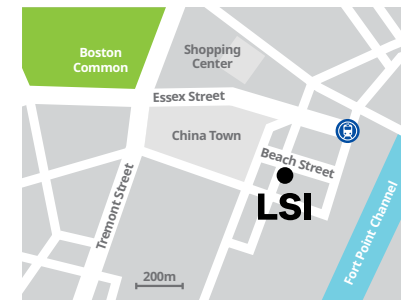 Boston
Common
Shopping
Center
Essex Street
China Town
Beach Street
LSI
Tremont Street
Fort Point Channel
200m